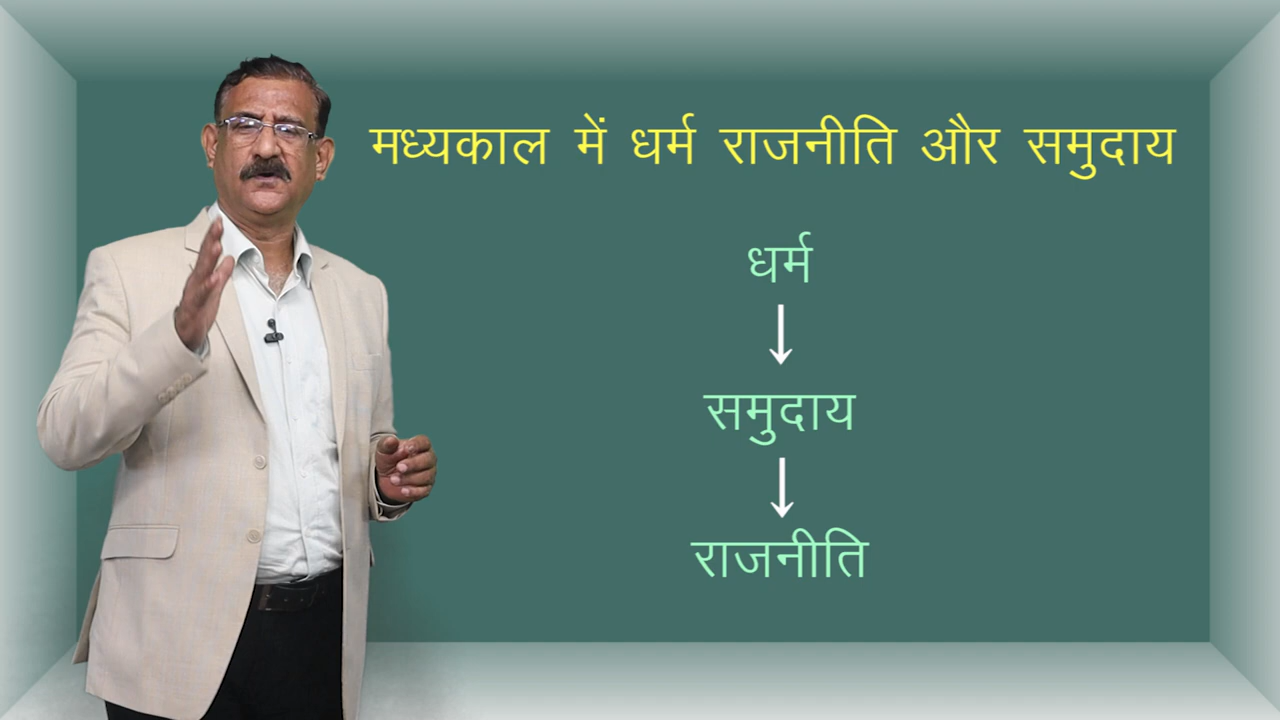 मध्यकाल में धर्म राजनीति और समुदाय
धर्म
समुदाय
राजनीति